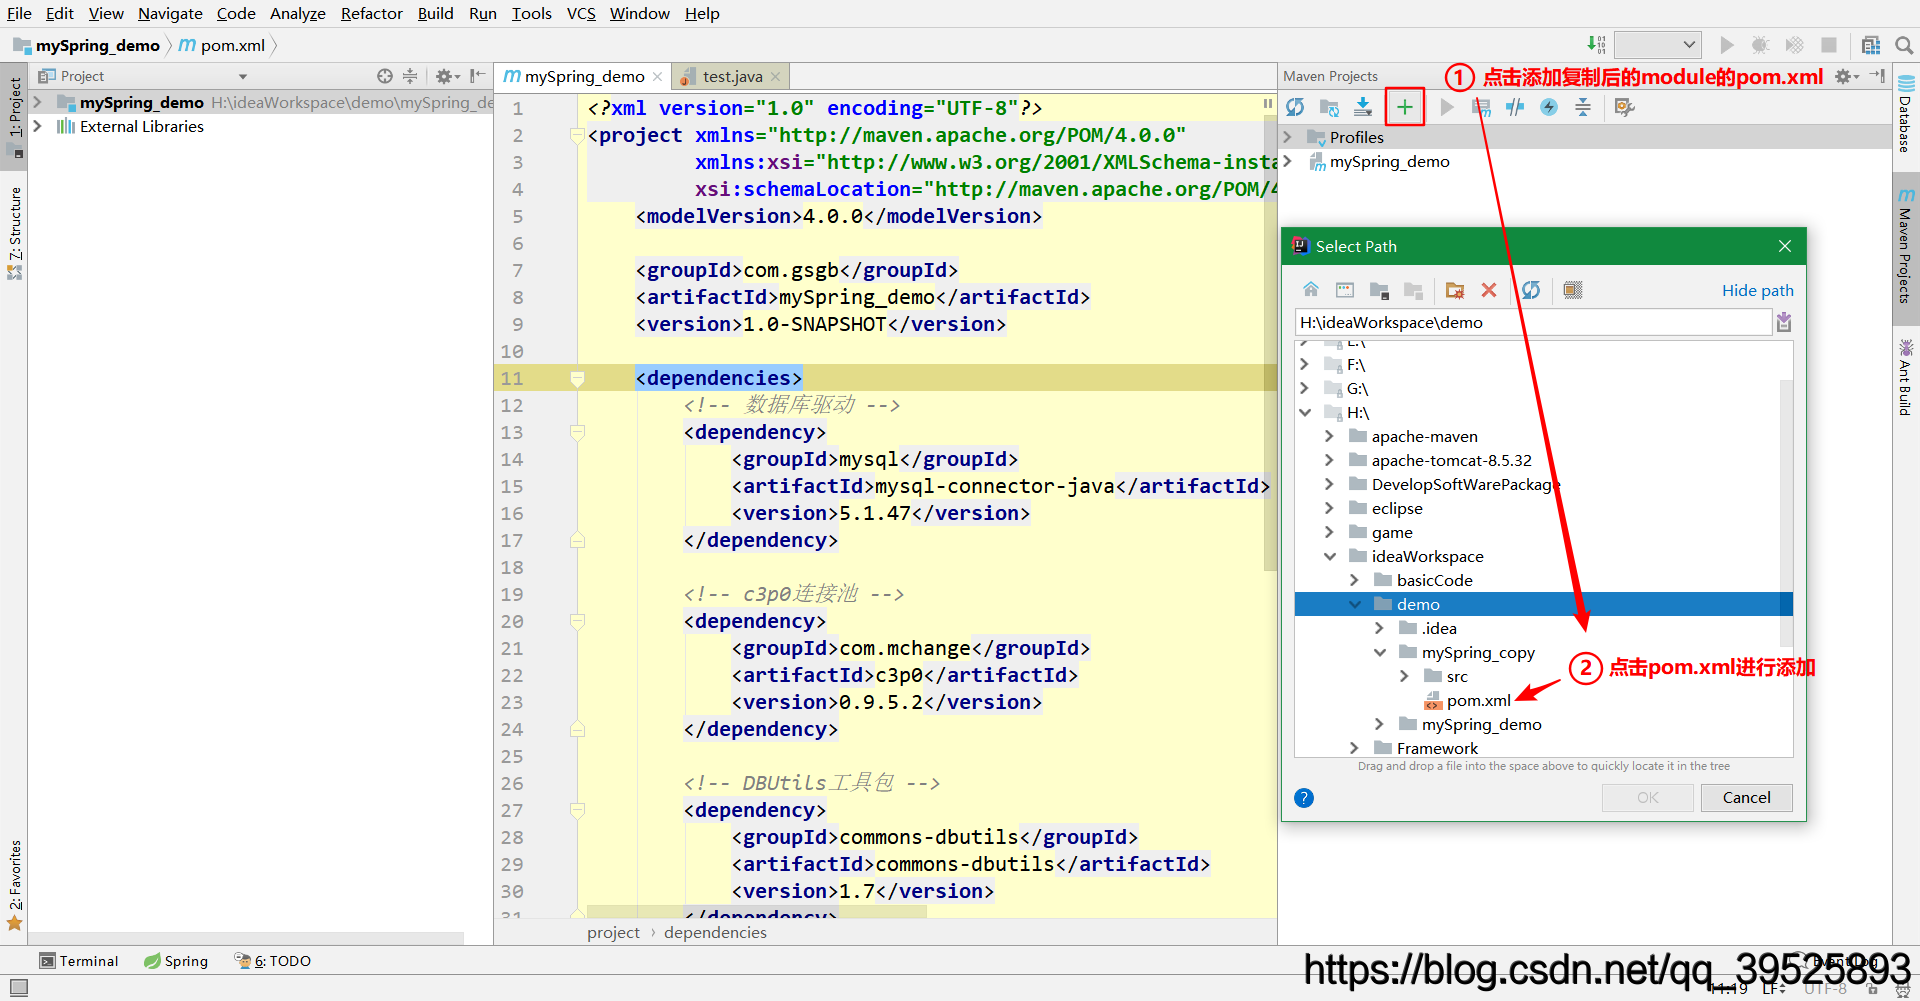 File Edit View Navigate Code Analyze Refactor Build Run Tools VCS Window Help
mySpring_demo pom.xml
Project
mySpring_demo H:\ideaWorkspace\demo\mySpring_de
External Libraries
1: Project
7: Structure
2: Favorites
mySpring_demo test.java
1 <?xml version="1.0" encoding="UTF-8"?>
2 <project xmlns="http://maven.apache.org/POM/4.0.0"
3 xmlns:xsi="http://www.w3.org/2001/XMLSchema-insta
4 xsi:schemaLocation="http://maven.apache.org/POM/4
5 <modelVersion>4.0.0</modelVersion>
6
7 <groupId>com.gsgb</groupId>
8 <artifactId>mySpring_demo</artifactId>
9 <version>1.0-SNAPSHOT</version>
10
11 <dependencies>
12 <!-- 数据库驱动 -->
13 <dependency>
14 <groupId>mysql</groupId>
15 <artifactId>mysql-connector-java</artifactId>
16 <version>5.1.47</version>
17 </dependency>
18
19 <!-- c3p0连接池 -->
20 <dependency>
21 <groupId>com.mchange</groupId>
22 <artifactId>c3p0</artifactId>
23 <version>0.9.5.2</version>
24 </dependency>
25
26 <!-- DBUtils工具包 -->
27 <dependency>
28 <groupId>commons-dbutils</groupId>
29 <artifactId>commons-dbutils</artifactId>
30 <version>1.7</version>
31 </dependency>
project › dependencies
Maven Projects
1 点击添加复制后的module的pom.xml
Profiles
mySpring_demo
Select Path
Hide path
H:\ideaWorkspace\demo
E:\
F:\
G:\
H:\
apache-maven
apache-tomcat-8.5.32
DevelopSoftWarePackage
eclipse
game
ideaWorkspace
basicCode
demo
.idea
mySpring_copy
src
pom.xml
2 点击pom.xml进行添加
mySpring_demo
Framework
Drag and drop a file into the space above to quickly locate it in the tree
? OK Cancel
Database
Maven Projects
Ant Build
Terminal Spring 6: TODO Event Log
https://blog.csdn.net/qq_39525893
11:19 LF UTF-8